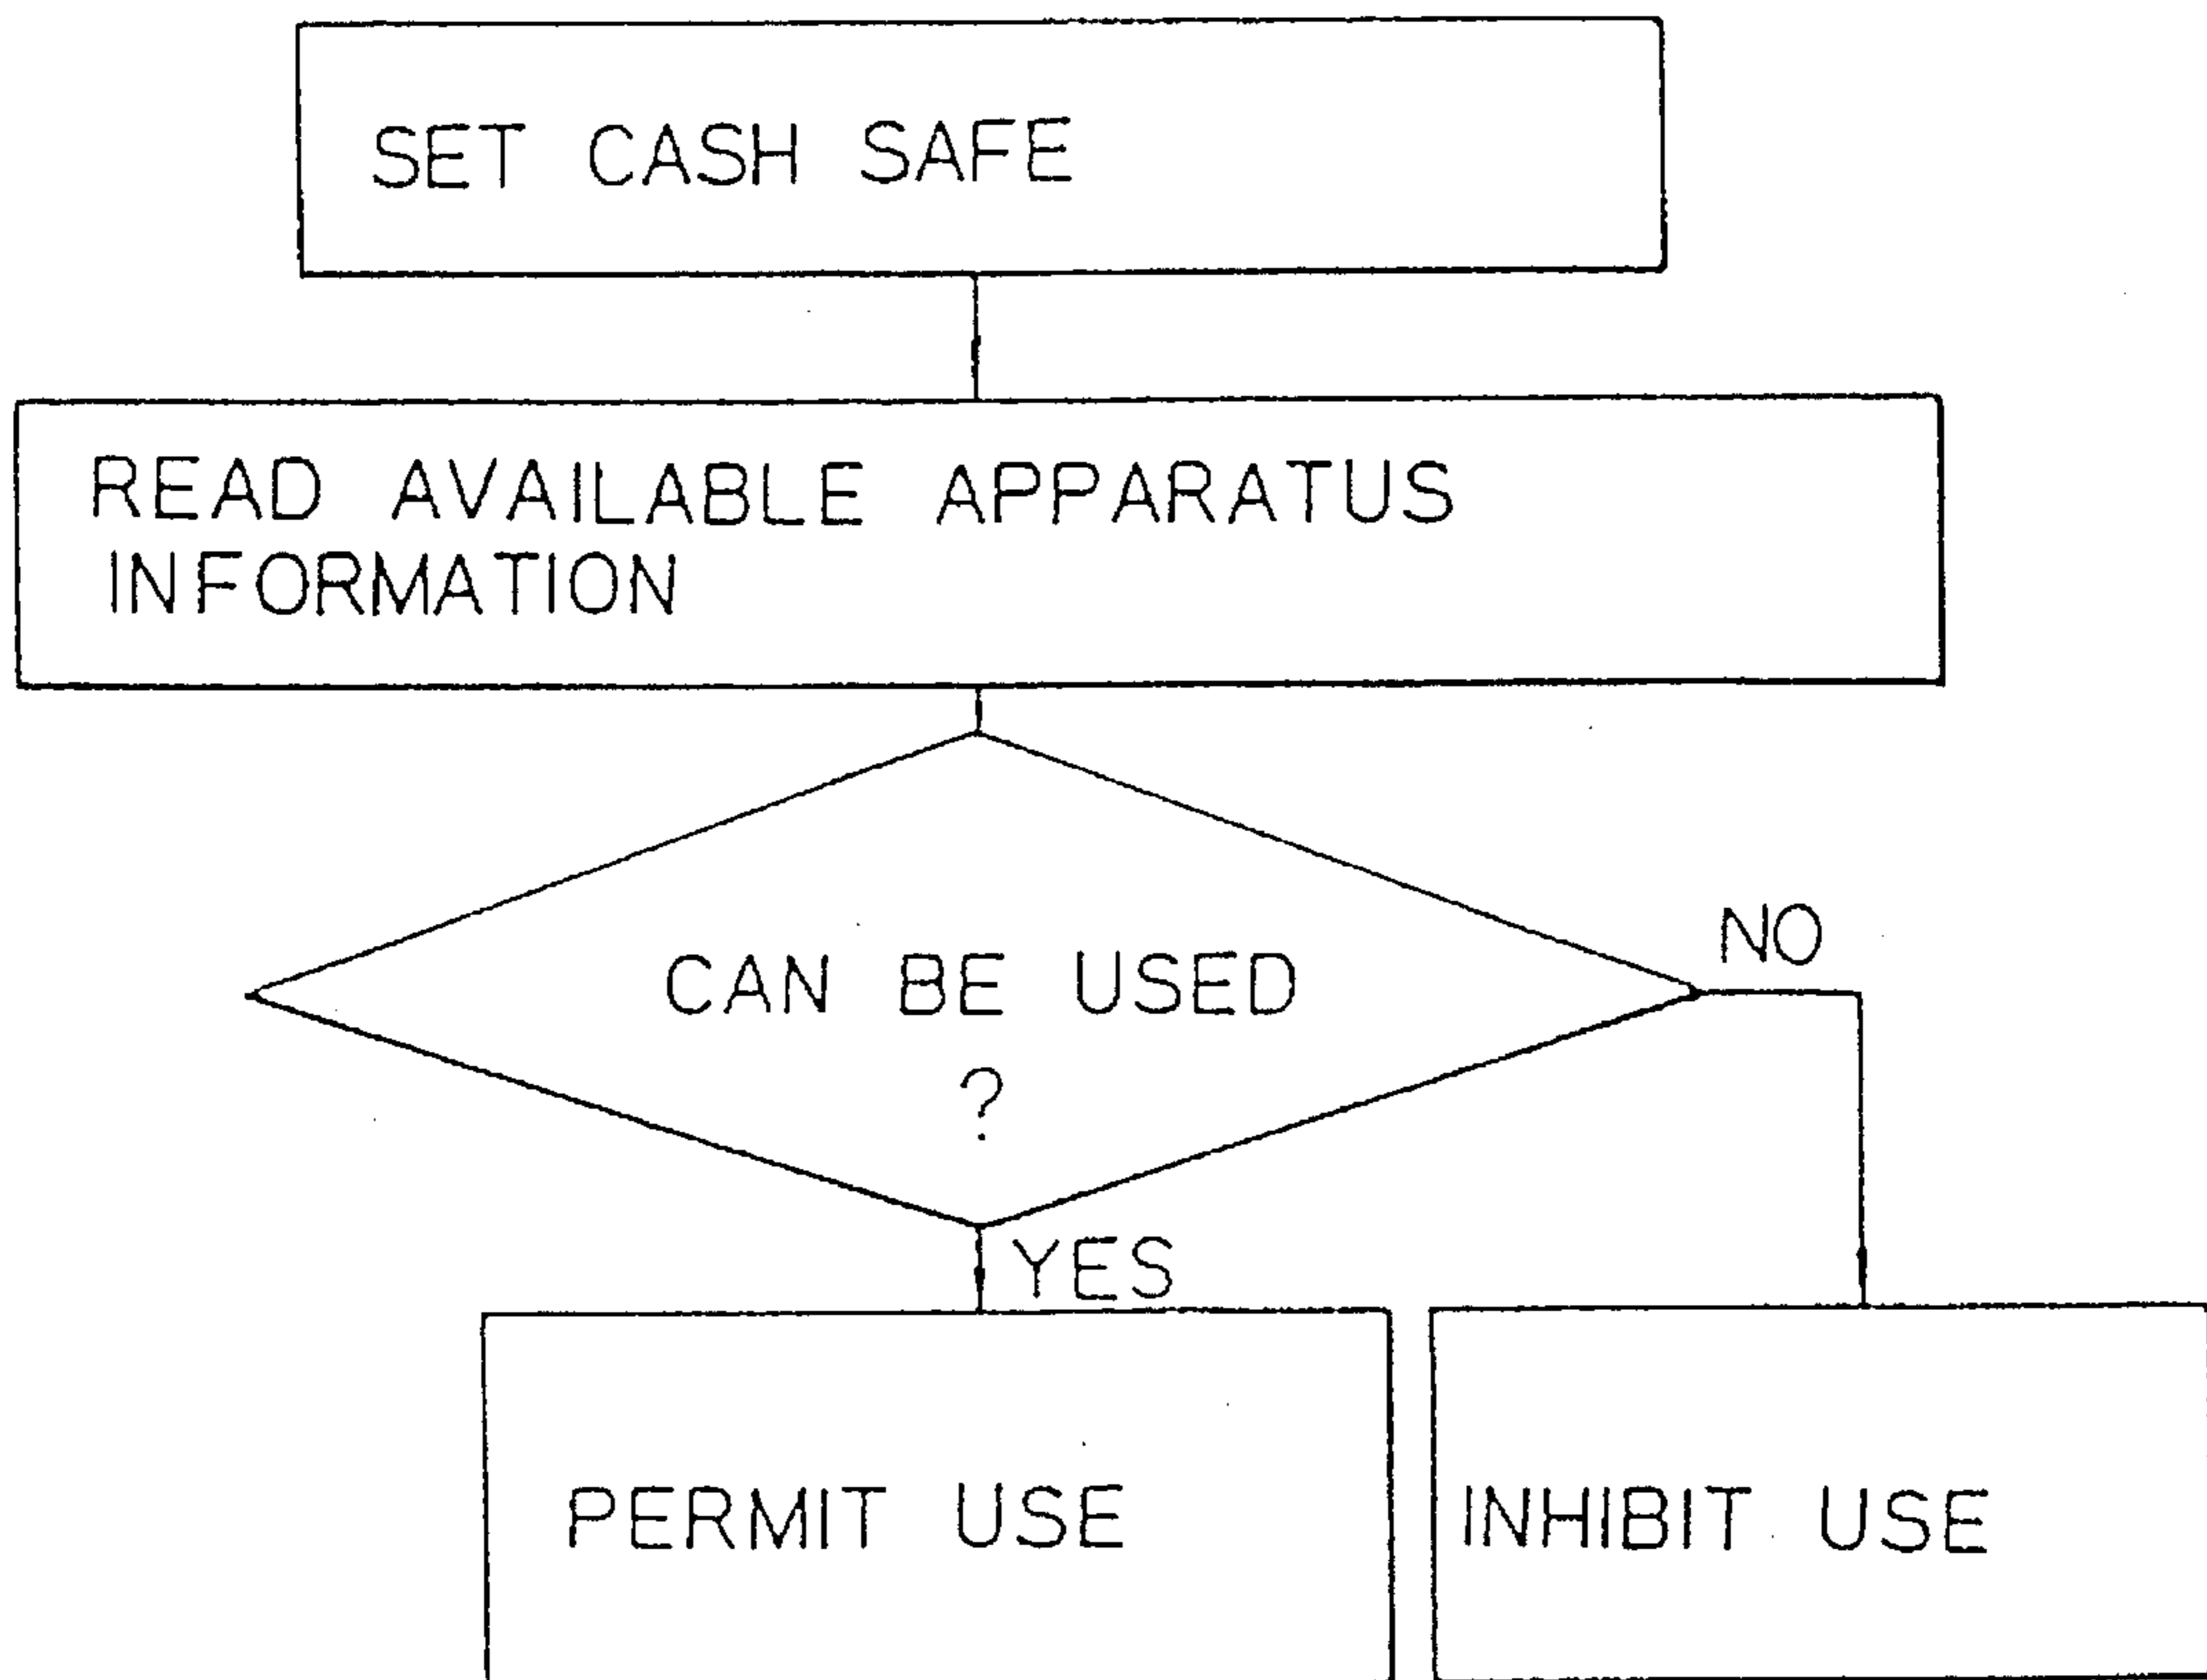 SET CASH SAFE
READ AVAILABLE APPARATUS
INFORMATION
CAN BE USED
?
NO
YES
PERMIT USE
INHIBIT USE